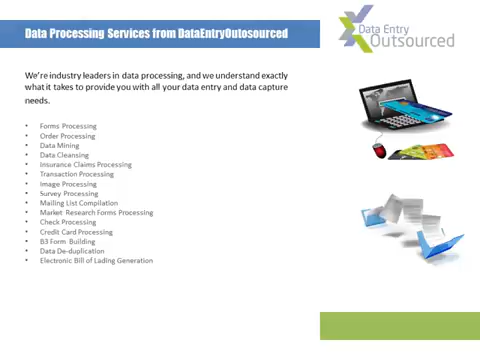 Data Processing Services from DataEntryOutosourced
Data Entry
Outsourced
We're industry leaders in data processing, and we understand exactly
what it takes to provide you with all your data entry and data capture
needs.
• Forms Processing
• Order Processing
• Data Mining
• Data Cleansing
• Insurance Claims Processing
• Transaction Processing
• Image Processing
• Survey Processing
• Mailing List Compilation
• Market Research Forms Processing
• Check Processing
• Credit Card Processing
• B3 Form Building
• Data De-duplication
• Electronic Bill of Lading Generation